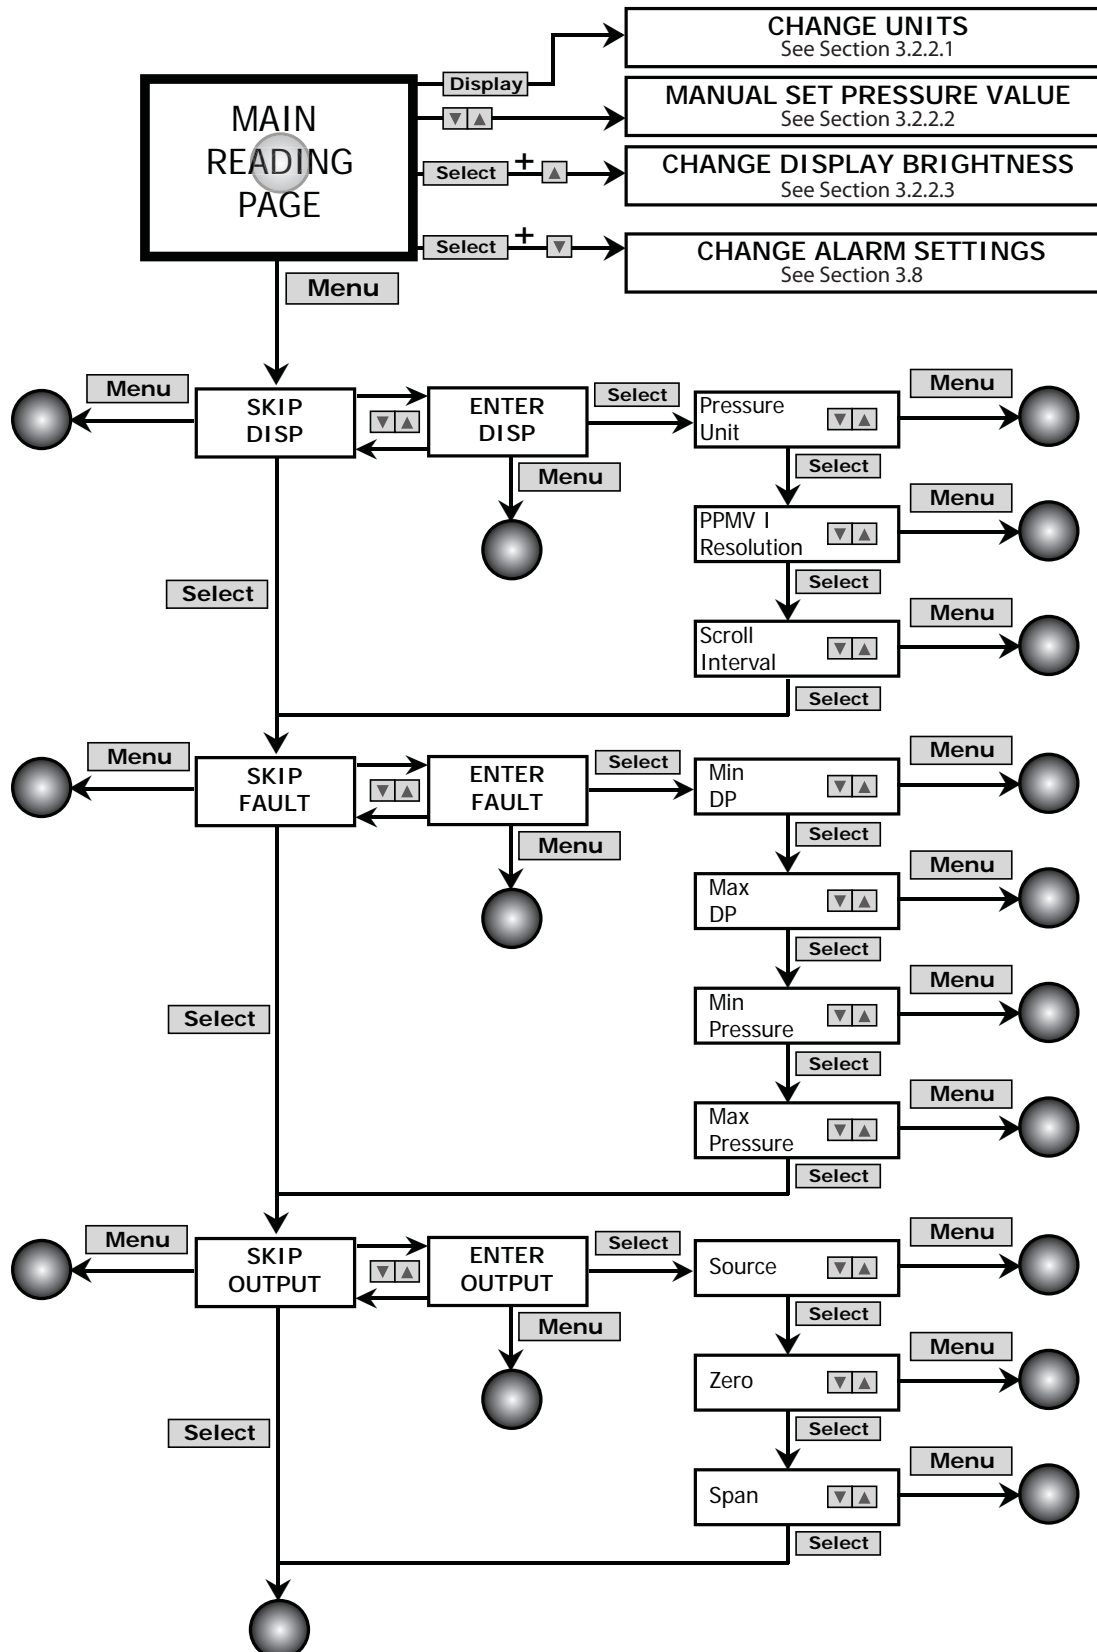 CHANGE UNITS
See Section 3.2.2.1
Display
MAIN
READING
PAGE
MANUAL SET PRESSURE VALUE
See Section 3.2.2.2
Select
+
CHANGE DISPLAY BRIGHTNESS
See Section 3.2.2.3
Select
+
CHANGE ALARM SETTINGS
See Section 3.8
Menu
Menu
SKIP
DISP
ENTER
DISP
Select
Pressure
Unit
Menu
Menu
Select
PPMV I
Resolution
Menu
Select
Select
Scroll
Interval
Menu
Select
Menu
SKIP
FAULT
ENTER
FAULT
Select
Min
DP
Menu
Menu
Select
Max
DP
Menu
Select
Select
Min
Pressure
Menu
Select
Max
Pressure
Menu
Select
Menu
SKIP
OUTPUT
ENTER
OUTPUT
Select
Source
Menu
Menu
Select
Zero
Menu
Select
Select
Span
Menu
Select